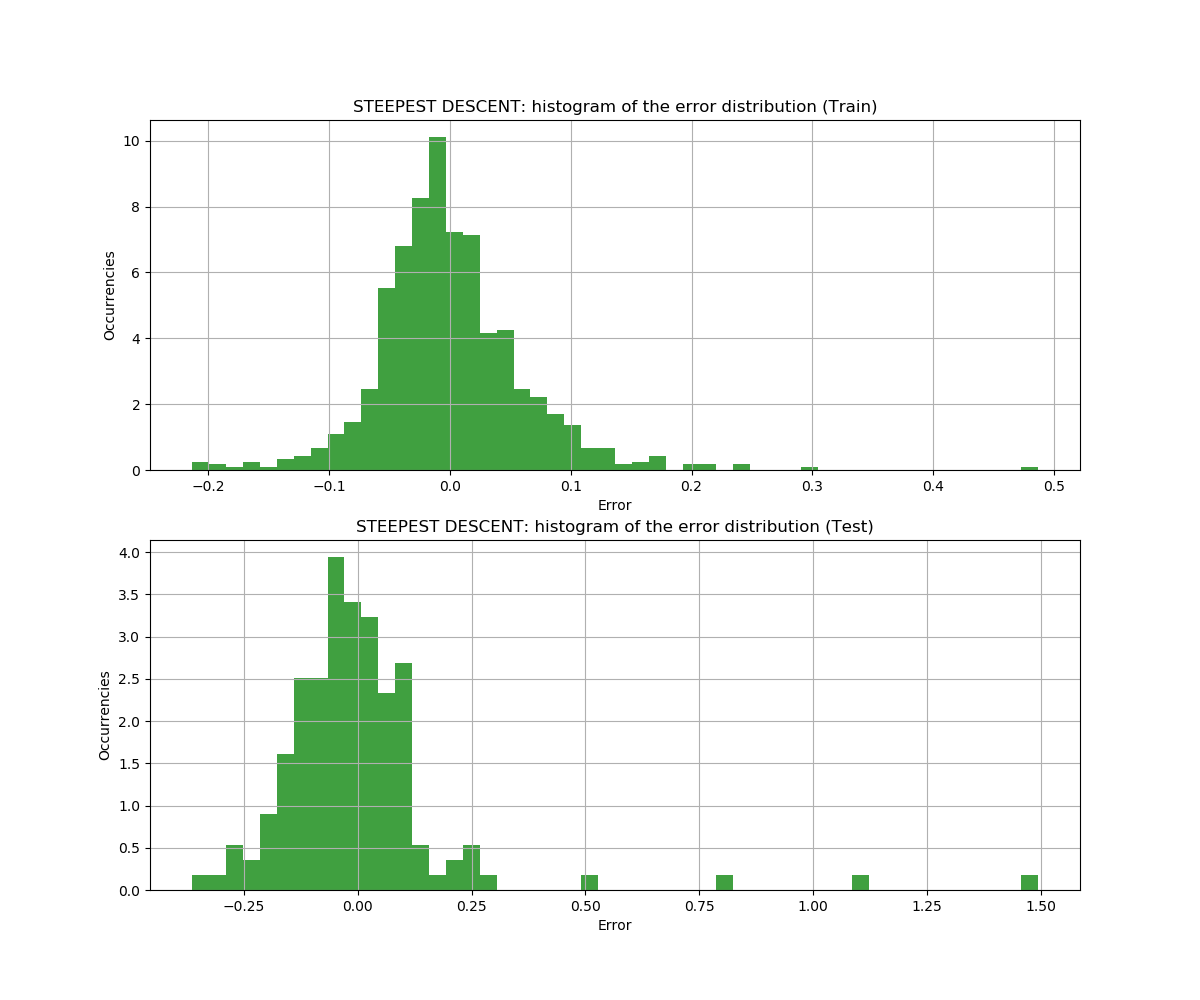 STEEPEST DESCENT: histogram of the error distribution (Train)
10
8
6
4
2
0
Occurrencies
−0.2 −0.1 0.0 0.1 0.2 0.3 0.4 0.5
Error
STEEPEST DESCENT: histogram of the error distribution (Test)
4.0
3.5
3.0
2.5
2.0
1.5
1.0
0.5
0.0
Occurrencies
−0.25 0.00 0.25 0.50 0.75 1.00 1.25 1.50
Error